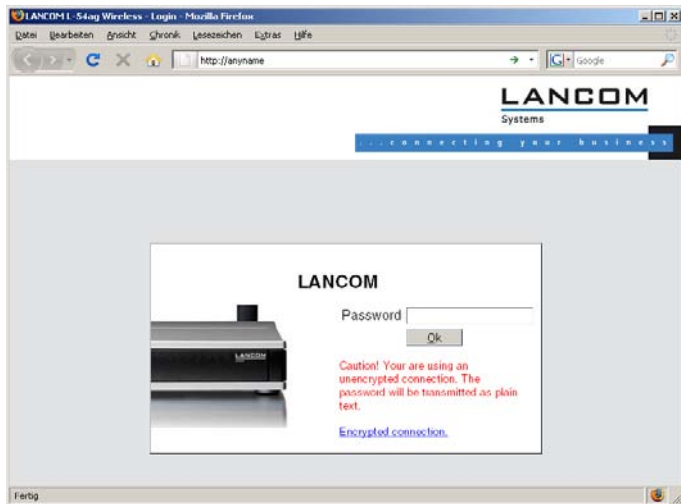 LANCOM L-54ag Wireless - Login - Mozilla Firefox
Datei Bearbeiten Ansicht Chronik Lesezeichen Extras Hilfe
http://anyname
Google
LANCOM
Systems
...connecting your business
LANCOM
Password
Ok
LANCOM
Caution! Your are using an
unencrypted connection. The
password will be transmitted as plain
text.
Encrypted connection.
Fertig